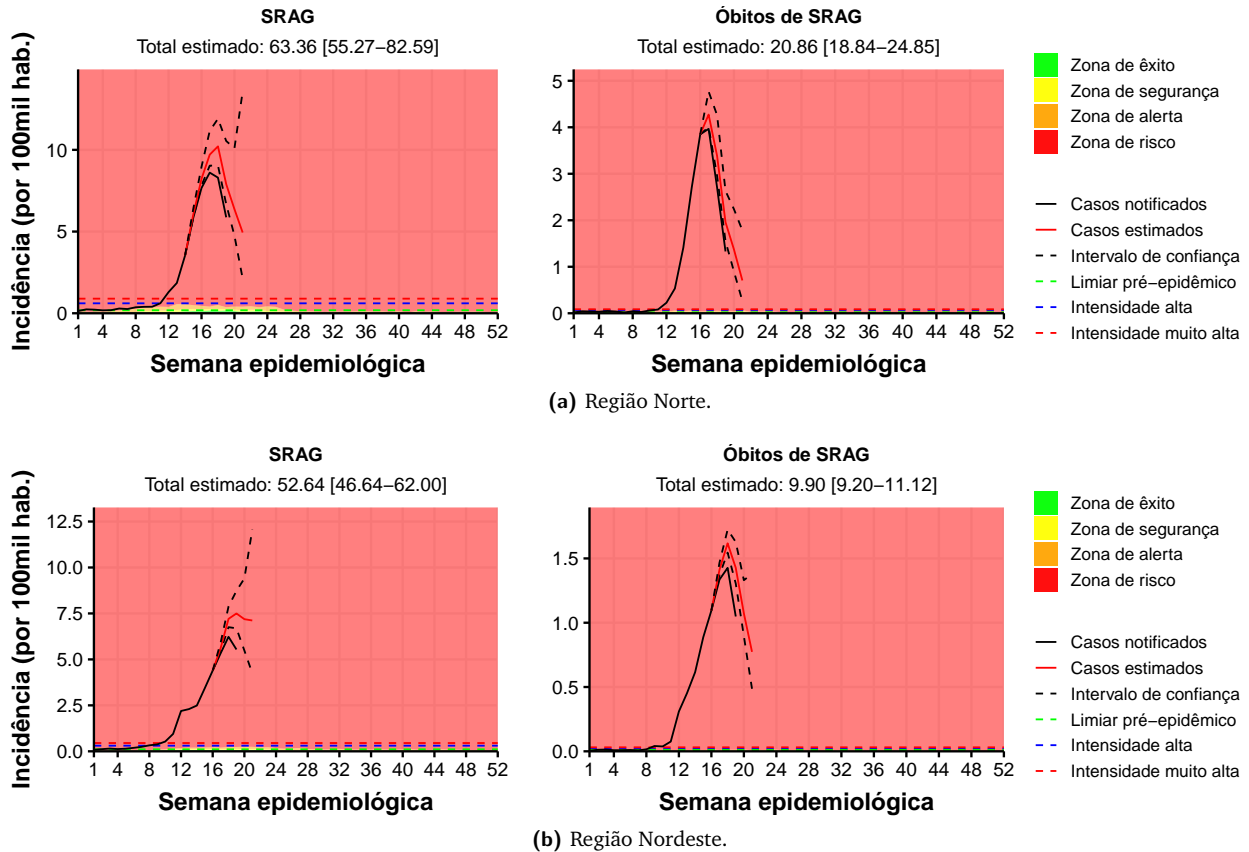 SRAG
Total estimado: 63.36 [55.27−82.59]
Incidência (por 100mil hab.)
10
5
0
1 4 8 12 16 20 24 28 32 36 40 44 48 52
Semana epidemiológica
Óbitos de SRAG
Total estimado: 20.86 [18.84−24.85]
5
4
3
2
1
0
1 4 8 12 16 20 24 28 32 36 40 44 48 52
Semana epidemiológica
Zona de êxito
Zona de segurança
Zona de alerta
Zona de risco
Casos notificados
Casos estimados
Intervalo de confiança
Limiar pré−epidêmico
Intensidade alta
Intensidade muito alta
(a) Região Norte.
SRAG
Total estimado: 52.64 [46.64−62.00]
Incidência (por 100mil hab.)
12.5
10.0
7.5
5.0
2.5
0.0
1 4 8 12 16 20 24 28 32 36 40 44 48 52
Semana epidemiológica
Óbitos de SRAG
Total estimado: 9.90 [9.20−11.12]
1.5
1.0
0.5
0.0
1 4 8 12 16 20 24 28 32 36 40 44 48 52
Semana epidemiológica
Zona de êxito
Zona de segurança
Zona de alerta
Zona de risco
Casos notificados
Casos estimados
Intervalo de confiança
Limiar pré−epidêmico
Intensidade alta
Intensidade muito alta
(b) Região Nordeste.